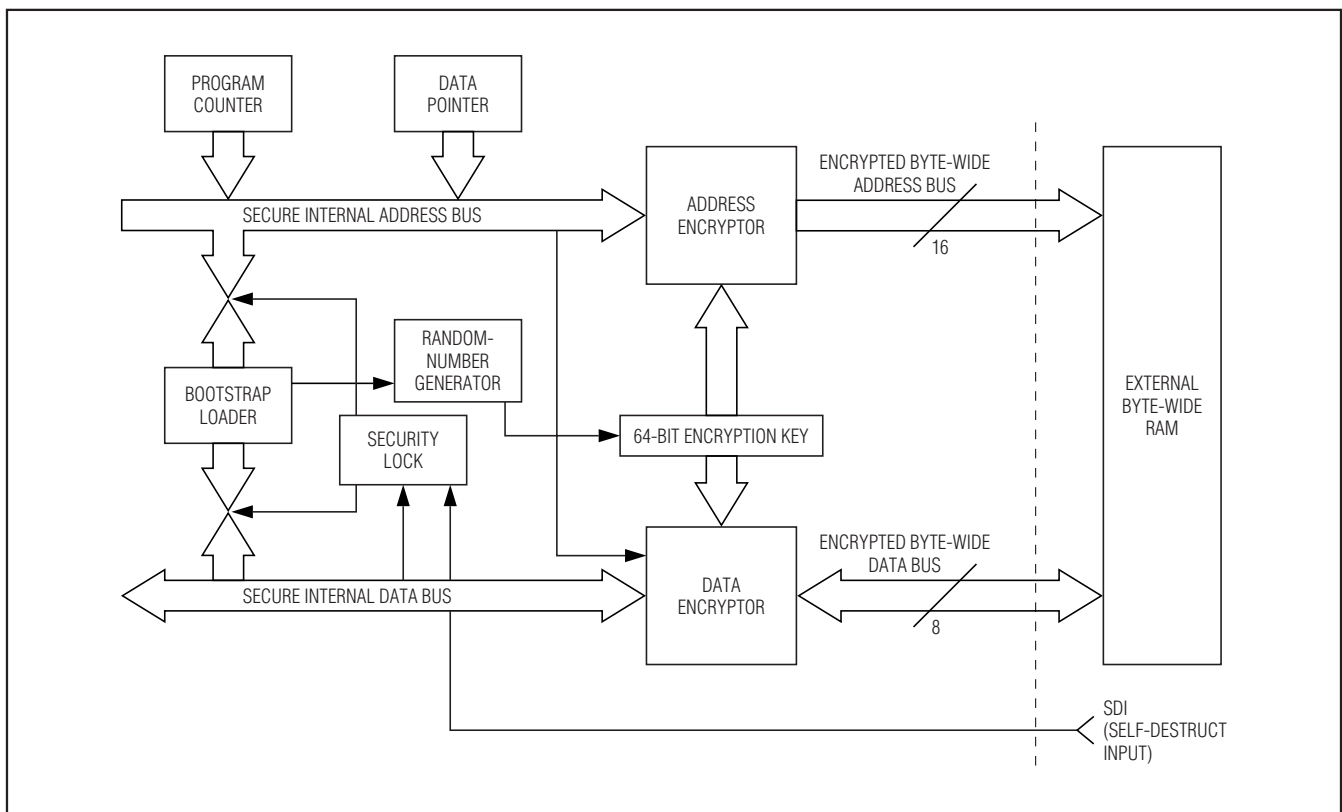 PROGRAM
COUNTER
DATA
POINTER
ENCRYPTED BYTE-WIDE
ADDRESS BUS
SECURE INTERNAL ADDRESS BUS
ADDRESS
ENCRYPTOR
16
RANDOM-
NUMBER
GENERATOR
BOOTSTRAP
LOADER
EXTERNAL
BYTE-WIDE
RAM
SECURITY
LOCK
64-BIT ENCRYPTION KEY
ENCRYPTED BYTE-WIDE
DATA BUS
SECURE INTERNAL DATA BUS
DATA
ENCRYPTOR
8
SDI
(SELF-DESTRUCT
INPUT)